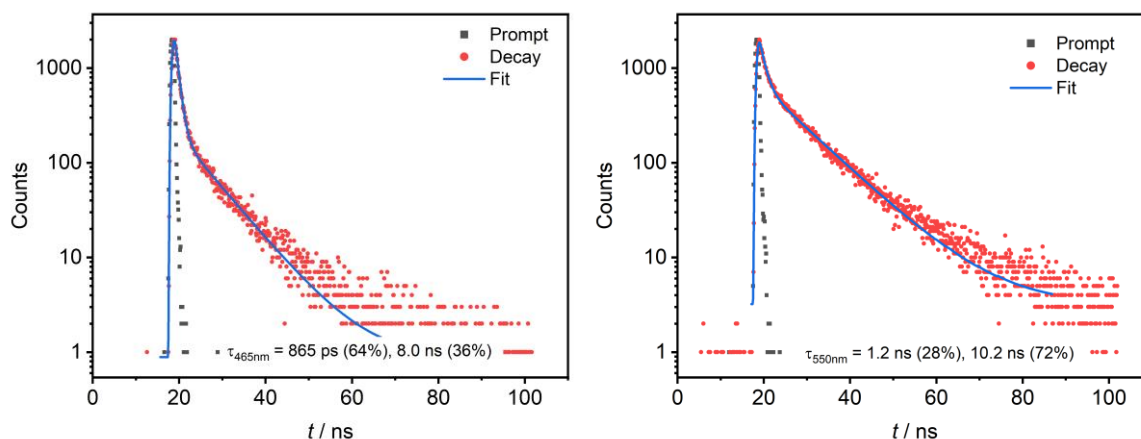 Prompt
Decay
Fit
1000
100
10
1
Counts
τ465nm = 865 ps (64%), 8.0 ns (36%)
0 20 40 60 80 100
t / ns
Prompt
Decay
Fit
1000
100
10
1
Counts
τ550nm = 1.2 ns (28%), 10.2 ns (72%)
0 20 40 60 80 100
t / ns